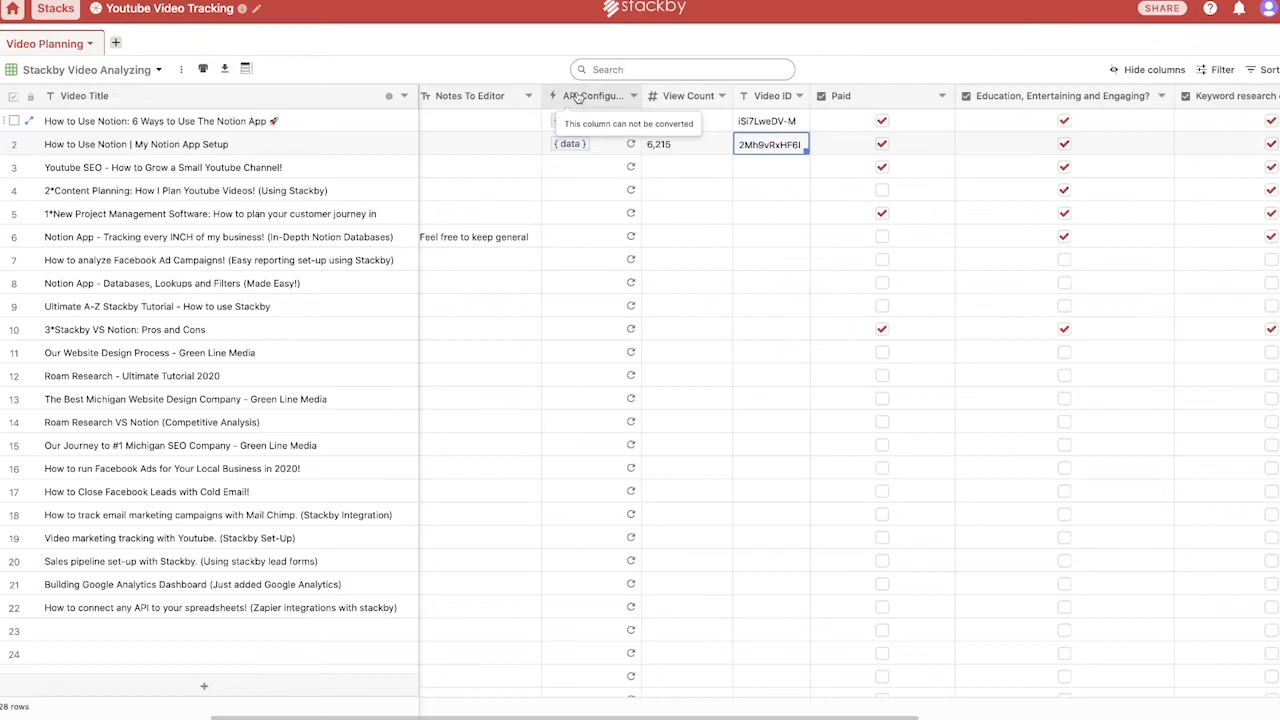 Stacks Youtube Video Tracking stackby SHARE
Video Planning
Stackby Video Analyzing Search Hide columns Filter Sort
Video Title Notes To Editor API Configu... View Count Video ID Paid Education, Entertaining and Engaging? Keyword research
How to Use Notion: 6 Ways to Use The Notion App 🚀 This column can not be converted iSi7LweDV-M
2 How to Use Notion | My Notion App Setup { data } 6,215 2Mh9vRxHF6I
3 Youtube SEO - How to Grow a Small Youtube Channel!
4 2*Content Planning: How I Plan Youtube Videos! (Using Stackby)
5 1*New Project Management Software: How to plan your customer journey in
6 Notion App - Tracking every INCH of my business! (In-Depth Notion Databases) Feel free to keep general
7 How to analyze Facebook Ad Campaigns! (Easy reporting set-up using Stackby)
8 Notion App - Databases, Lookups and Filters (Made Easy!)
9 Ultimate A-Z Stackby Tutorial - How to use Stackby
10 3*Stackby VS Notion: Pros and Cons
11 Our Website Design Process - Green Line Media
12 Roam Research - Ultimate Tutorial 2020
13 The Best Michigan Website Design Company - Green Line Media
14 Roam Research VS Notion (Competitive Analysis)
15 Our Journey to #1 Michigan SEO Company - Green Line Media
16 How to run Facebook Ads for Your Local Business in 2020!
17 How to Close Facebook Leads with Cold Email!
18 How to track email marketing campaigns with Mail Chimp. (Stackby Integration)
19 Video marketing tracking with Youtube. (Stackby Set-Up)
20 Sales pipeline set-up with Stackby. (Using stackby lead forms)
21 Building Google Analytics Dashboard (Just added Google Analytics)
22 How to connect any API to your spreadsheets! (Zapier integrations with stackby)
23
24
28 rows